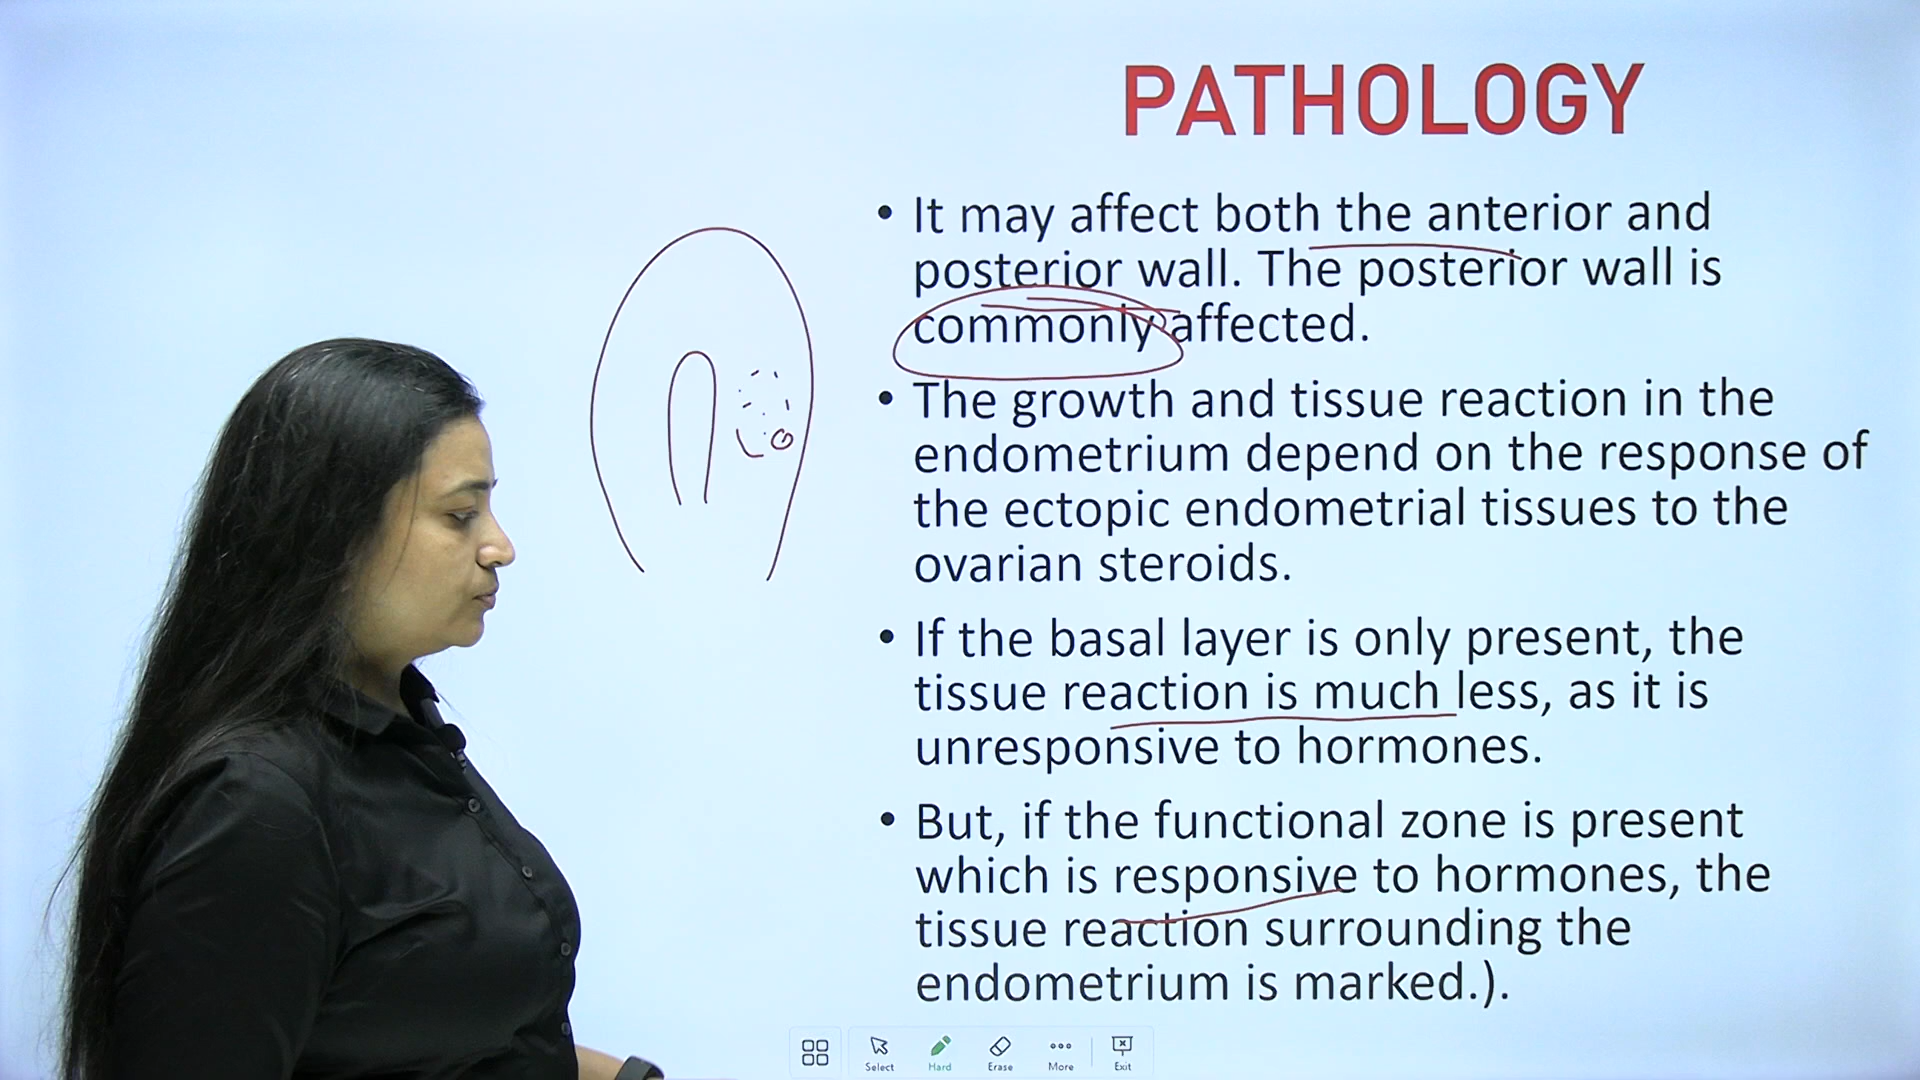 PATHOLOGY
• It may affect both the anterior and
posterior wall. The posterior wall is
commonly affected.
• The growth and tissue reaction in the
endometrium depend on the response of
the ectopic endometrial tissues to the
ovarian steroids.
• If the basal layer is only present, the
tissue reaction is much less, as it is
unresponsive to hormones.
• But, if the functional zone is present
which is responsive to hormones, the
tissue reaction surrounding the
endometrium is marked.).
Select Hard Erase More Exit